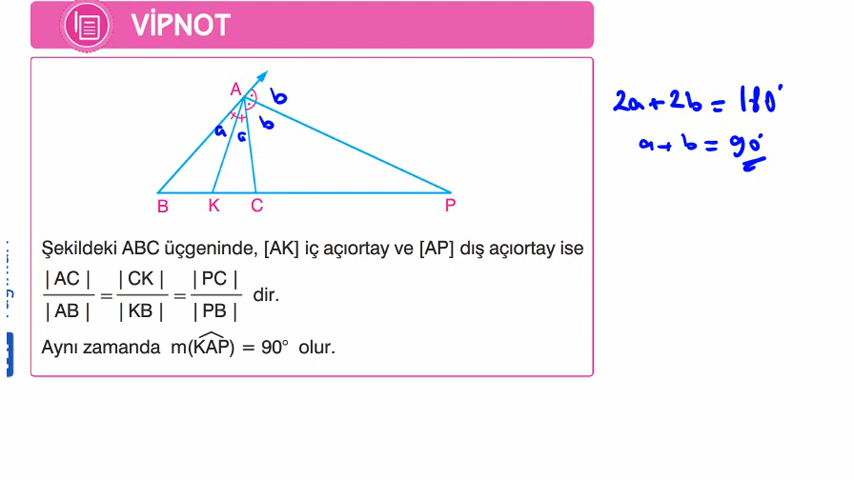 VİPNOT
A
b
b
a
a
B K C P
2a + 2b = 180°
a + b = 90°
Şekildeki ABC üçgeninde, [AK] iç açıortay ve [AP] dış açıortay ise
|AC| / |AB| = |CK| / |KB| = |PC| / |PB| dir.
Aynı zamanda m(KAP) = 90° olur.